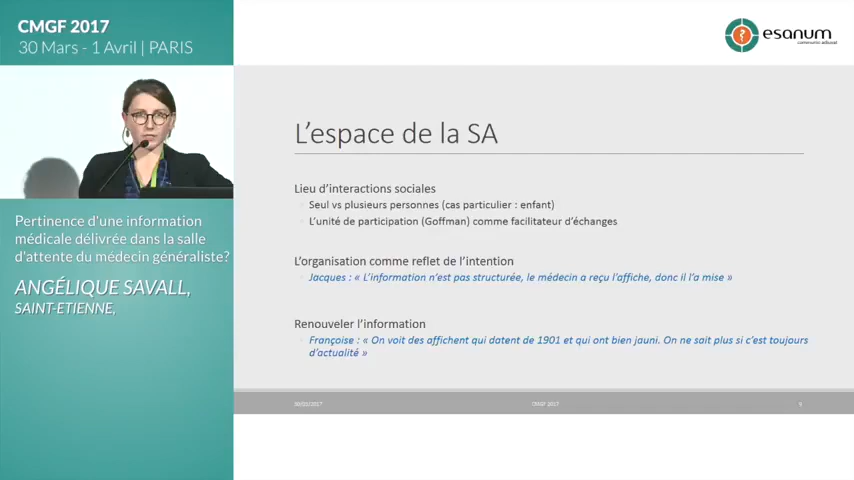 CMGF 2017
30 Mars - 1 Avril | PARIS
esanum
community adjuvat
L'espace de la SA
Lieu d'interactions sociales
Seul vs plusieurs personnes (cas particulier : enfant)
L'unité de participation (Goffman) comme facilitateur d'échanges
Pertinence d'une information
médicale délivrée dans la salle
d'attente du médecin généraliste?
ANGÉLIQUE SAVALL,
SAINT-ETIENNE,
L'organisation comme reflet de l'intention
Jacques : « L'information n'est pas structurée, le médecin a reçu l'affiche, donc il l'a mise »
Renouveler l'information
Françoise : « On voit des affichent qui datent de 1901 et qui ont bien jauni. On ne sait plus si c'est toujours
d'actualité »
CMGF 2017